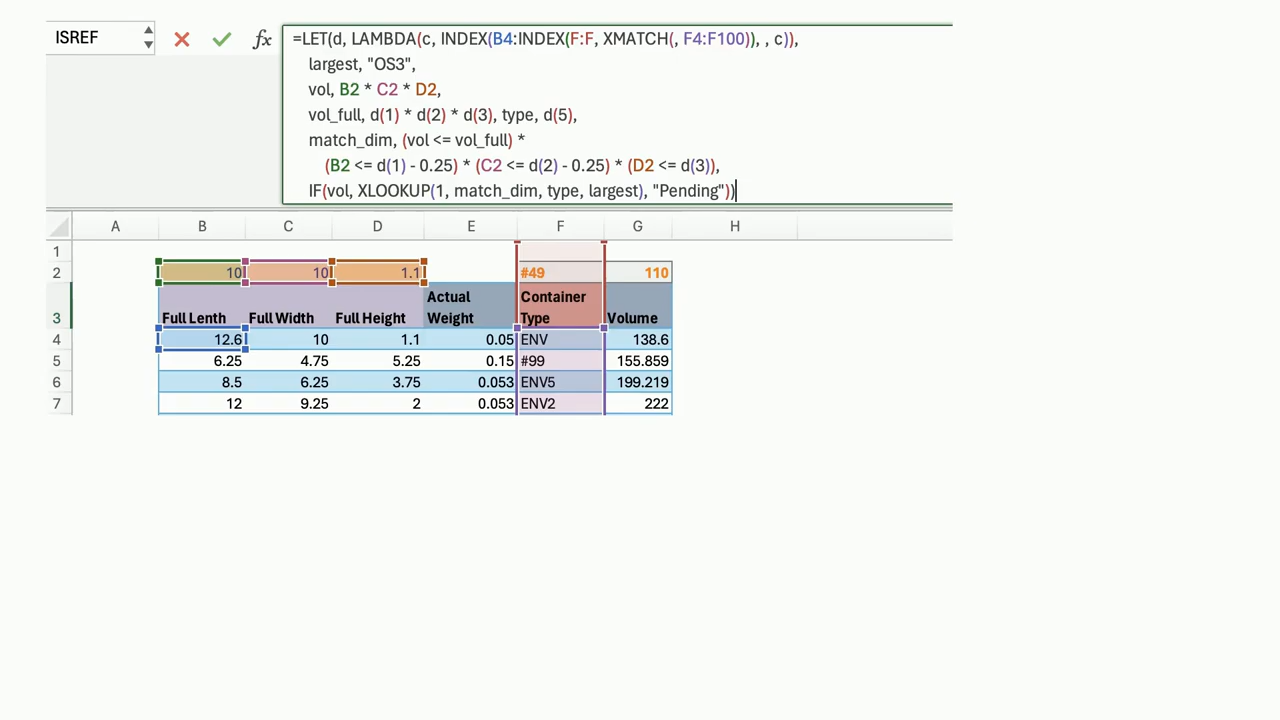 ISREF fx =LET(d, LAMBDA(c, INDEX(B4:INDEX(F:F, XMATCH(, F4:F100)), , c)),
largest, "OS3",
vol, B2 * C2 * D2,
vol_full, d(1) * d(2) * d(3), type, d(5),
match_dim, (vol <= vol_full) *
(B2 <= d(1) - 0.25) * (C2 <= d(2) - 0.25) * (D2 <= d(3)),
IF(vol, XLOOKUP(1, match_dim, type, largest), "Pending"))
A B C D E F G H
1
2 10 10 1.1 #49 110
3 Full Lenth Full Width Full Height Actual Weight Container Type Volume
4 12.6 10 1.1 0.05 ENV 138.6
5 6.25 4.75 5.25 0.15 #99 155.859
6 8.5 6.25 3.75 0.053 ENV5 199.219
7 12 9.25 2 0.053 ENV2 222